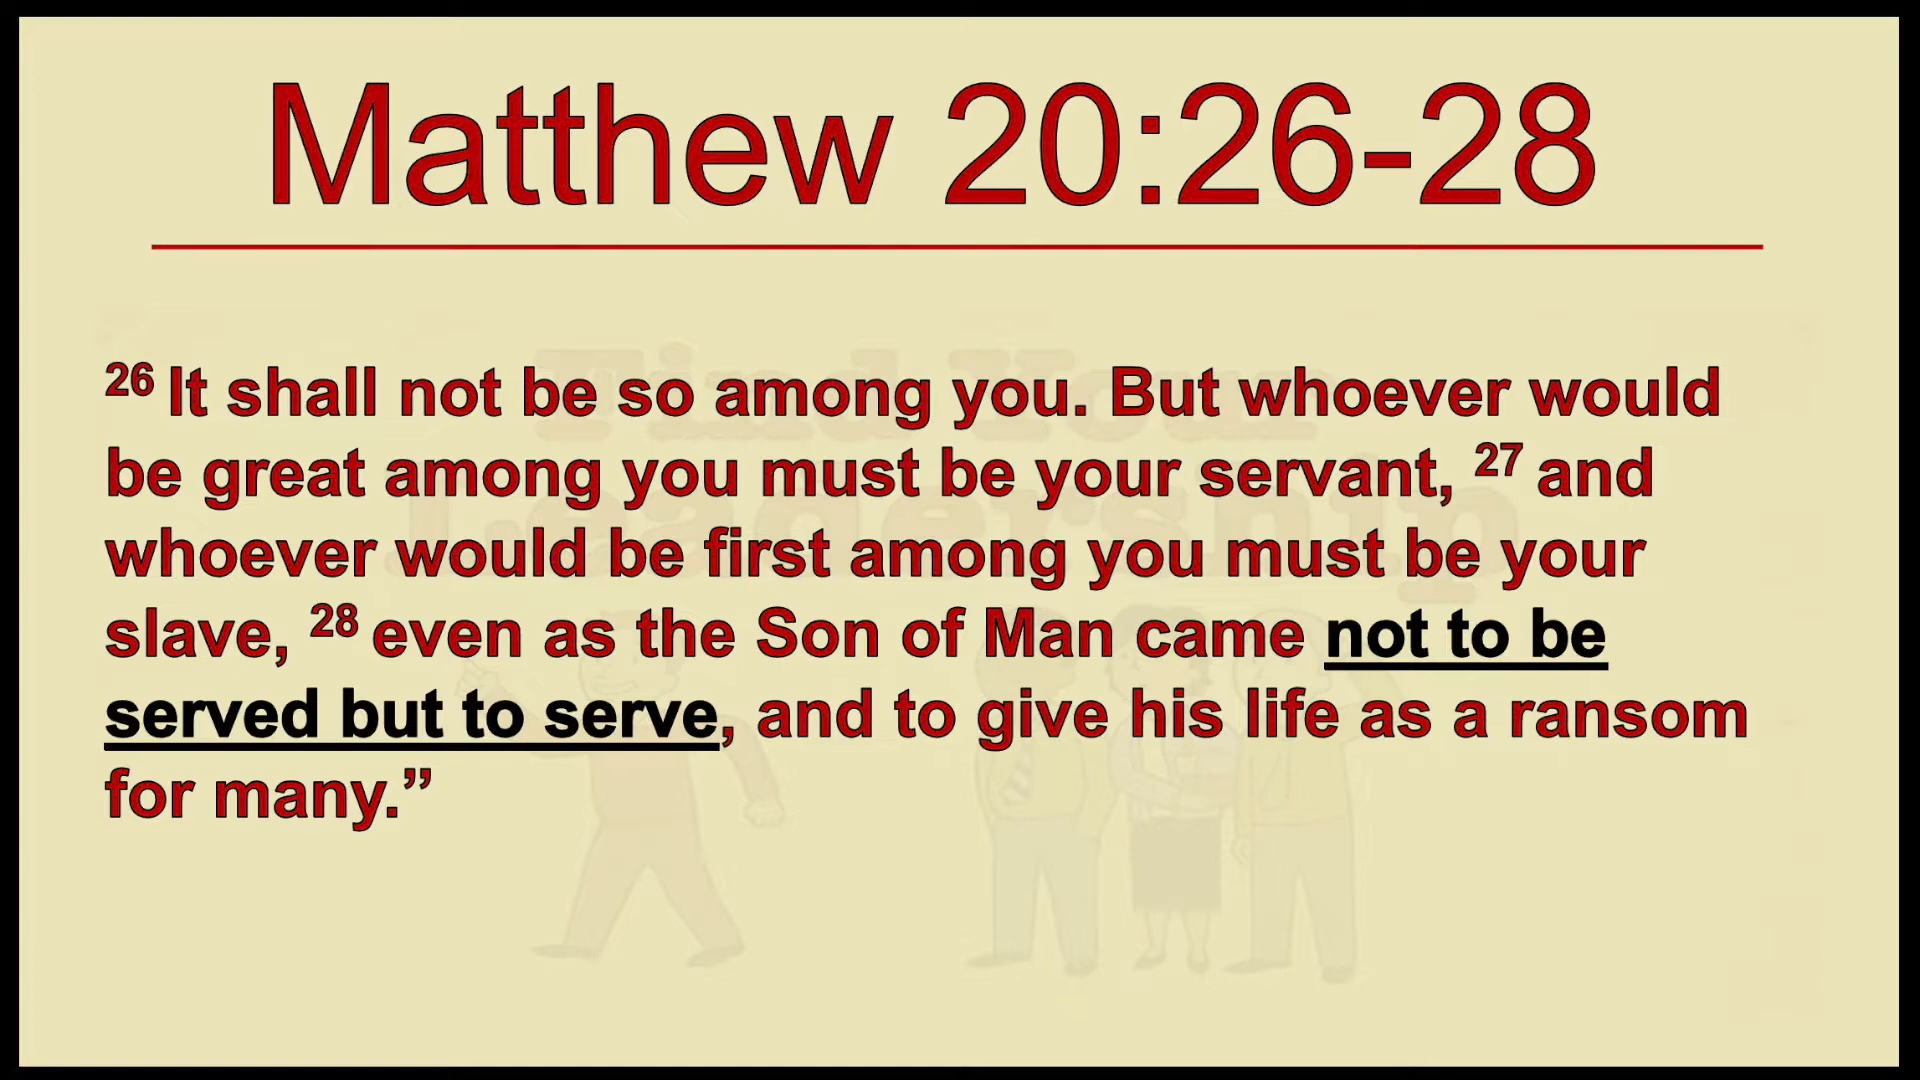 Matthew 20:26-28
Find Your
Leadership
26 It shall not be so among you. But whoever would
be great among you must be your servant, 27 and
whoever would be first among you must be your
slave, 28 even as the Son of Man came not to be
served but to serve, and to give his life as a ransom
for many.”